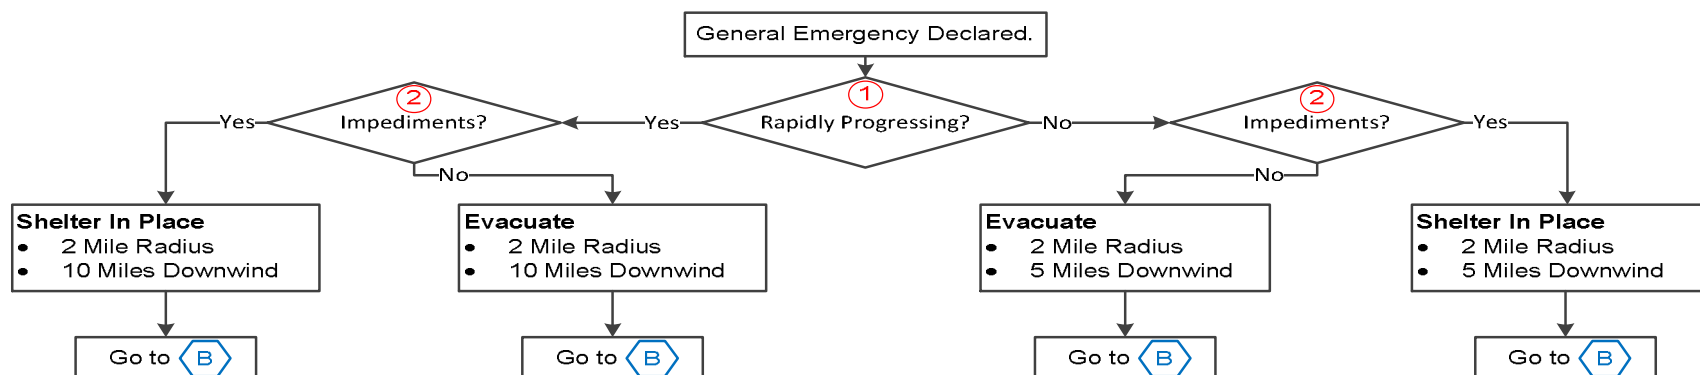 General Emergency Declared.
2
Impediments?
Yes
No
1
Rapidly Progressing?
Yes
No
2
Impediments?
Yes
No
Shelter In Place
• 2 Mile Radius
• 10 Miles Downwind
Evacuate
• 2 Mile Radius
• 10 Miles Downwind
Evacuate
• 2 Mile Radius
• 5 Miles Downwind
Shelter In Place
• 2 Mile Radius
• 5 Miles Downwind
Go to B
Go to B
Go to B
Go to B